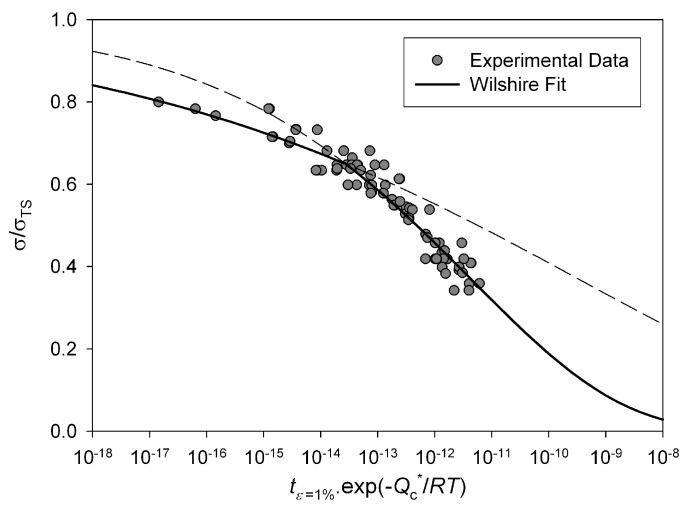 1.0
0.8
0.6
0.4
0.2
0.0
σ/σTS
Experimental Data
Wilshire Fit
10-18 10-17 10-16 10-15 10-14 10-13 10-12 10-11 10-10 10-9 10-8
tε=1%.exp(-Qc*/RT)